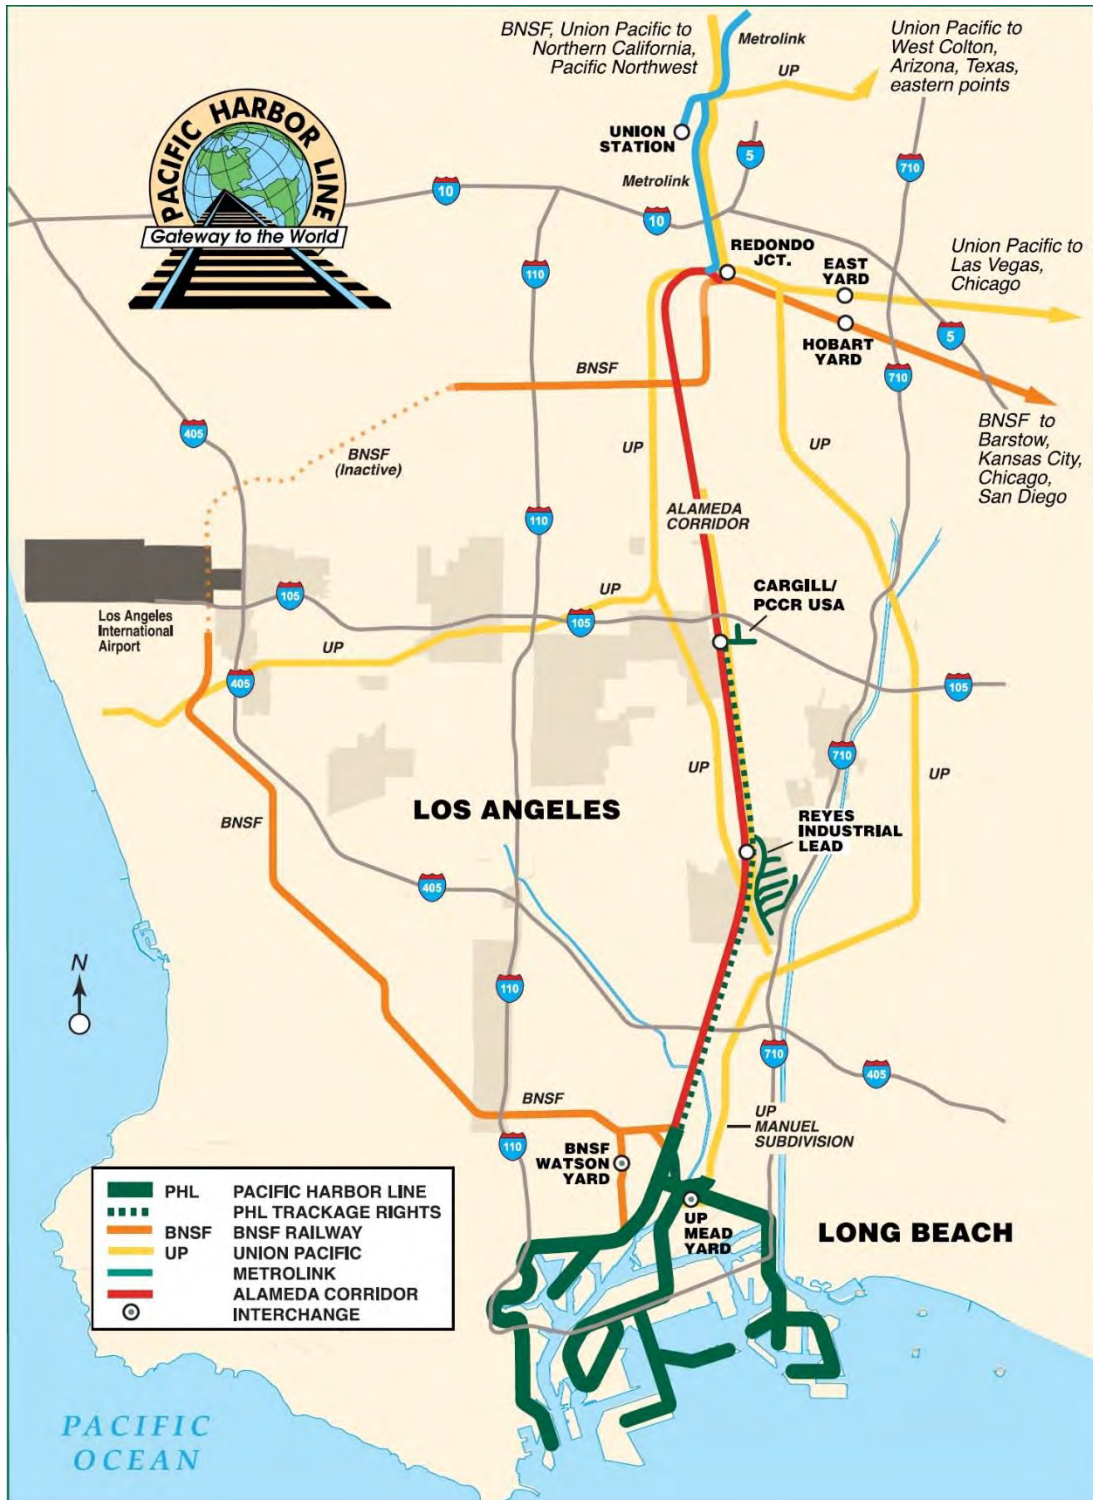 BNSF, Union Pacific to
Northern California,
Pacific Northwest
Metrolink
UP
Union Pacific to
West Colton,
Arizona, Texas,
eastern points
PACIFIC HARBOR LINE
Gateway to the World
UNION
STATION
5
710
10
Metrolink
10
110
REDONDO
JCT.
EAST
YARD
Union Pacific to
Las Vegas,
Chicago
HOBART
YARD
5
BNSF
710
405
BNSF
(Inactive)
UP
UP
BNSF to
Barstow,
Kansas City,
Chicago,
San Diego
110
ALAMEDA
CORRIDOR
CARGILL/
PCCR USA
UP
105
105
Los Angeles
International
Airport
UP
405
105
710
UP
UP
LOS ANGELES
BNSF
REYES
INDUSTRIAL
LEAD
405
N
110
710
405
BNSF
UP
MANUEL
SUBDIVISION
110
BNSF
WATSON
YARD
UP
MEAD
YARD
LONG BEACH
PHL PACIFIC HARBOR LINE
PHL TRACKAGE RIGHTS
BNSF BNSF RAILWAY
UP UNION PACIFIC
METROLINK
ALAMEDA CORRIDOR
INTERCHANGE
PACIFIC
OCEAN